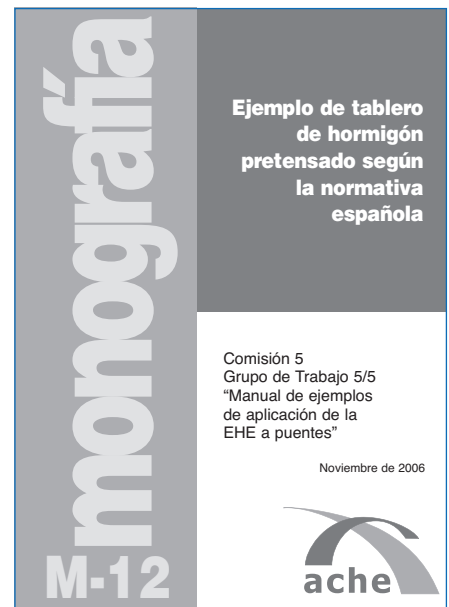 monografía
M-12
Ejemplo de tablero
de hormigón
pretensado según
la normativa
española
Comisión 5
Grupo de Trabajo 5/5
“Manual de ejemplos
de aplicación de la
EHE a puentes”
Noviembre de 2006
ache